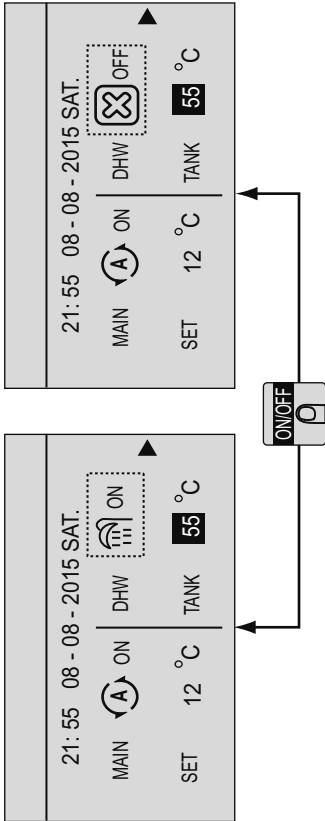 21: 55 08 - 08 - 2015 SAT.
MAIN A ON DHW ON
SET 12 °C TANK 55 °C
21: 55 08 - 08 - 2015 SAT.
MAIN A ON DHW OFF
SET 12 °C TANK 55 °C
ON/OFF